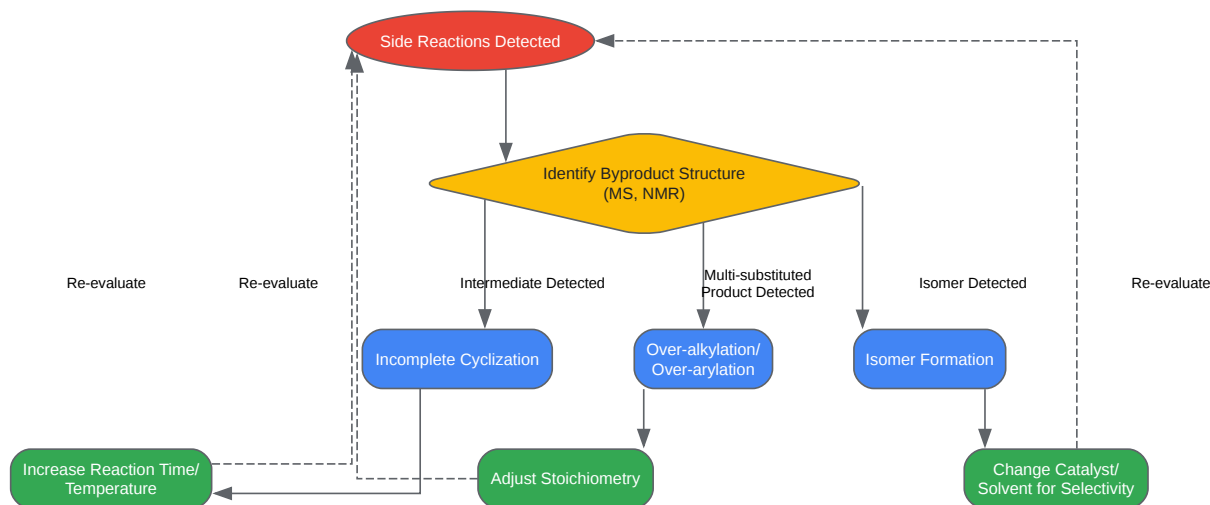 Side Reactions Detected
Identify Byproduct Structure
(MS, NMR)
Re-evaluate
Re-evaluate
Intermediate Detected
Multi-substituted
Product Detected
Isomer Detected
Re-evaluate
Incomplete Cyclization
Over-alkylation/
Over-arylation
Isomer Formation
Increase Reaction Time/
Temperature
Adjust Stoichiometry
Change Catalyst/
Solvent for Selectivity